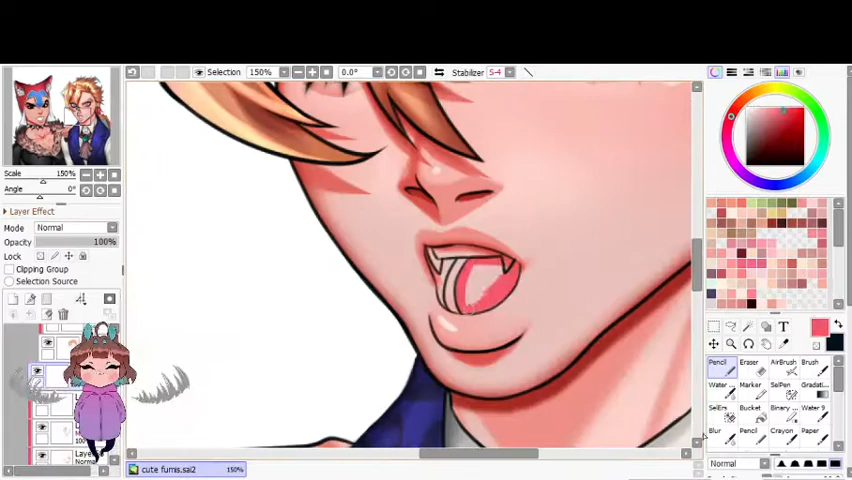 Selection 150% 0.0° Stabilizer S-4
Scale 150%
Angle 0°
Layer Effect
Mode Normal
Opacity 100%
Lock
Clipping Group
Selection Source
Normal
T
Pencil Eraser AirBrush Brush
Water Marker SelPen Gradati
SelErs Bucket Binary Water 9
Blur Pencil Crayon Paper
Normal
cute fumis.sai2 150%